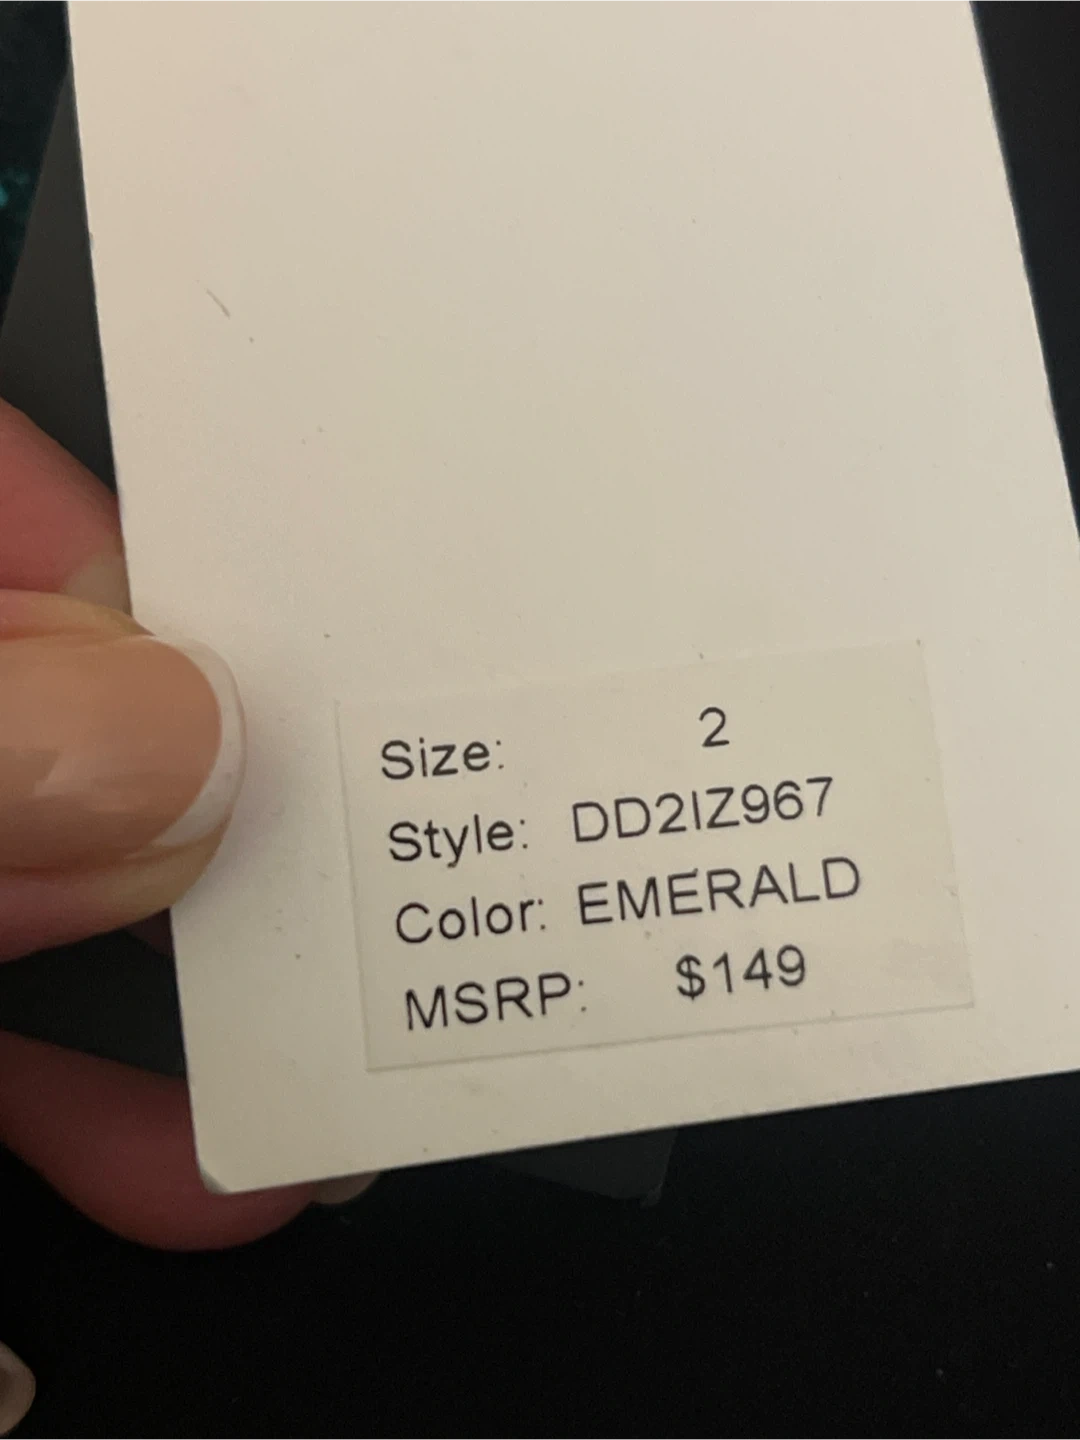 Size: 2
Style: DD2IZ967
Color: EMERALD
MSRP: $149